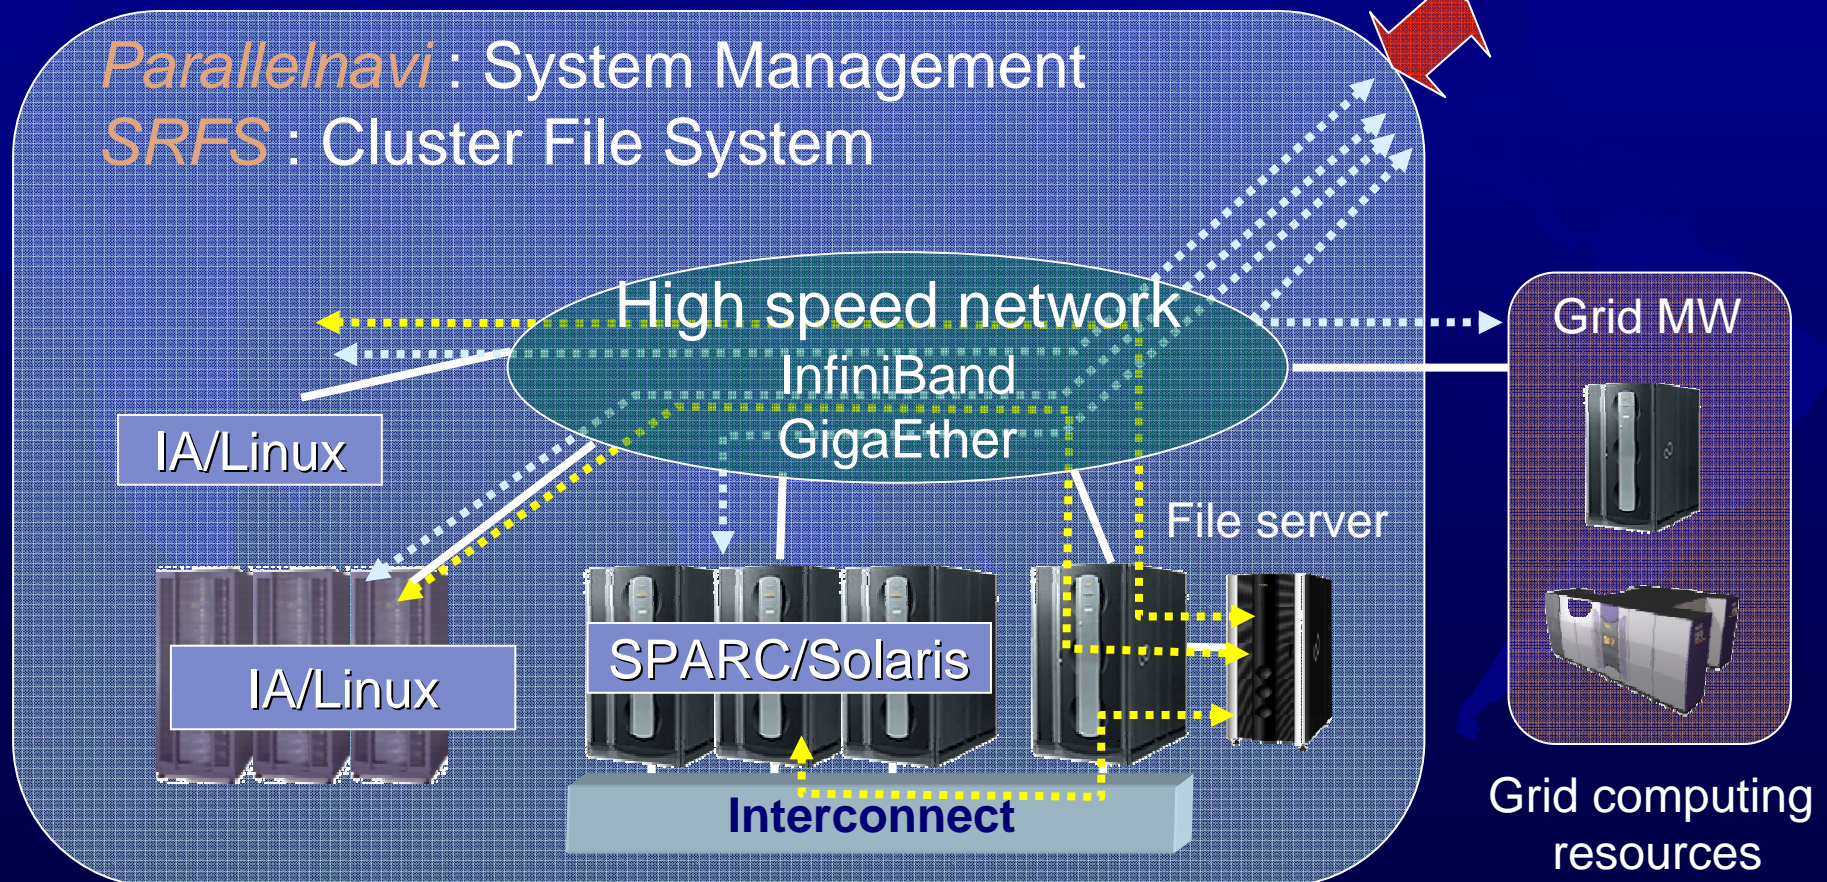 Parallelnavi : System Management
SRFS : Cluster File System
High speed network
InfiniBand
GigaEther
Grid MW
IA/Linux
File server
IA/Linux
SPARC/Solaris
Interconnect
Grid computing
resources